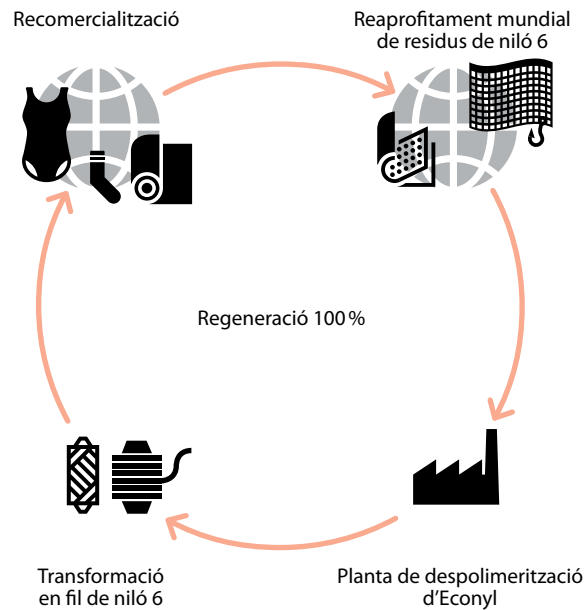 Recomercialització
Reaprofitament mundial
de residus de niló 6
Regeneració 100 %
Transformació
en fil de niló 6
Planta de despolimerització
d’Econyl